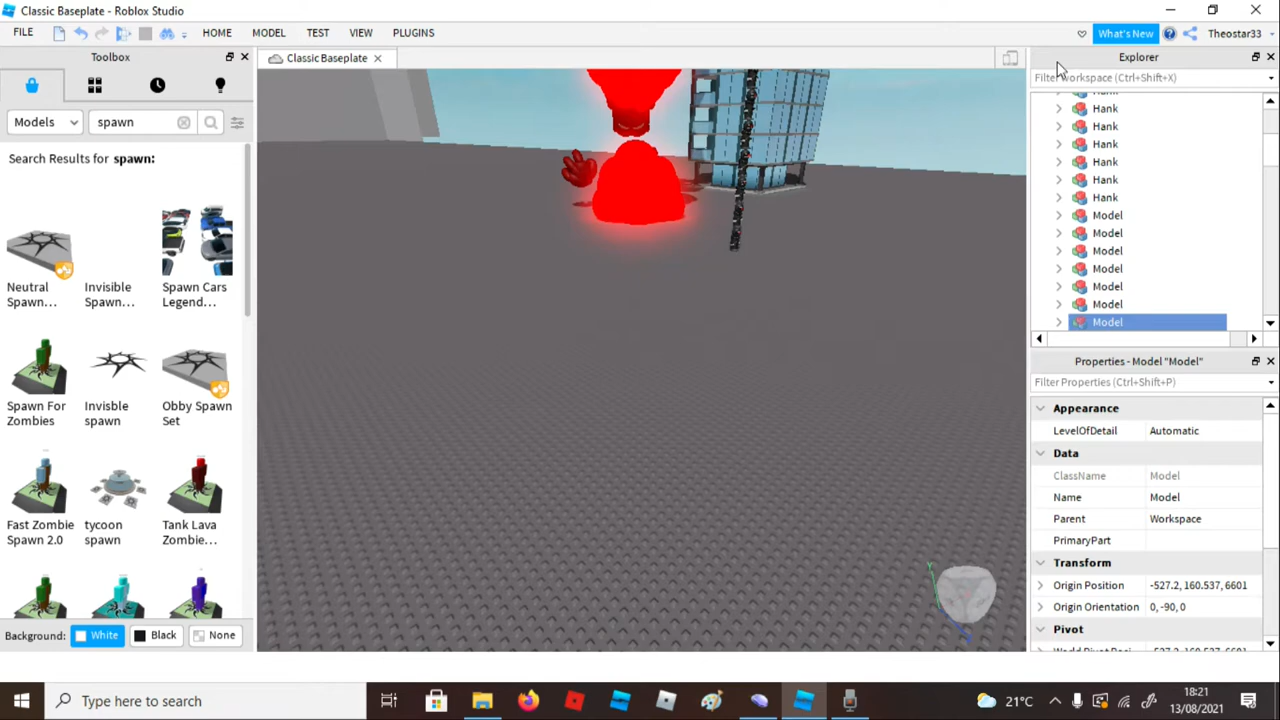 Classic Baseplate - Roblox Studio
FILE HOME MODEL TEST VIEW PLUGINS What's New Theostar33
Toolbox
Classic Baseplate
Explorer
Filter workspace (Ctrl+Shift+X)
Models spawn
Search Results for spawn:
Neutral Spawn...
Invisible Spawn...
Spawn Cars Legend...
Spawn For Zombies
Invisble spawn
Obby Spawn Set
Fast Zombie Spawn 2.0
tycoon spawn
Tank Lava Zombie...
Background: White Black None
Hank
Hank
Hank
Hank
Hank
Hank
Hank
Model
Model
Model
Model
Model
Model
Model
Properties - Model "Model"
Filter Properties (Ctrl+Shift+P)
Appearance
LevelOfDetail Automatic
Data
ClassName Model
Name Model
Parent Workspace
PrimaryPart
Transform
Origin Position -527.2, 160.537, 6601
Origin Orientation 0, -90, 0
Pivot
Y
Type here to search
21°C
18:21
13/08/2021